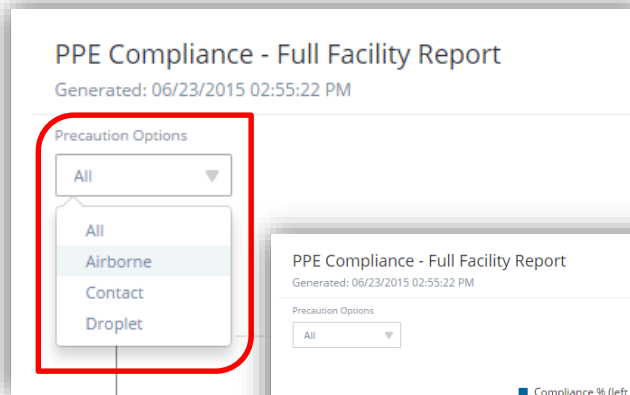 PPE Compliance - Full Facility Report
Generated: 06/23/2015 02:55:22 PM
Precaution Options
All
All
Airborne
Contact
Droplet
PPE Compliance - Full Facility Report
Generated: 06/23/2015 02:55:22 PM
Precaution Options
All
Compliance % (left